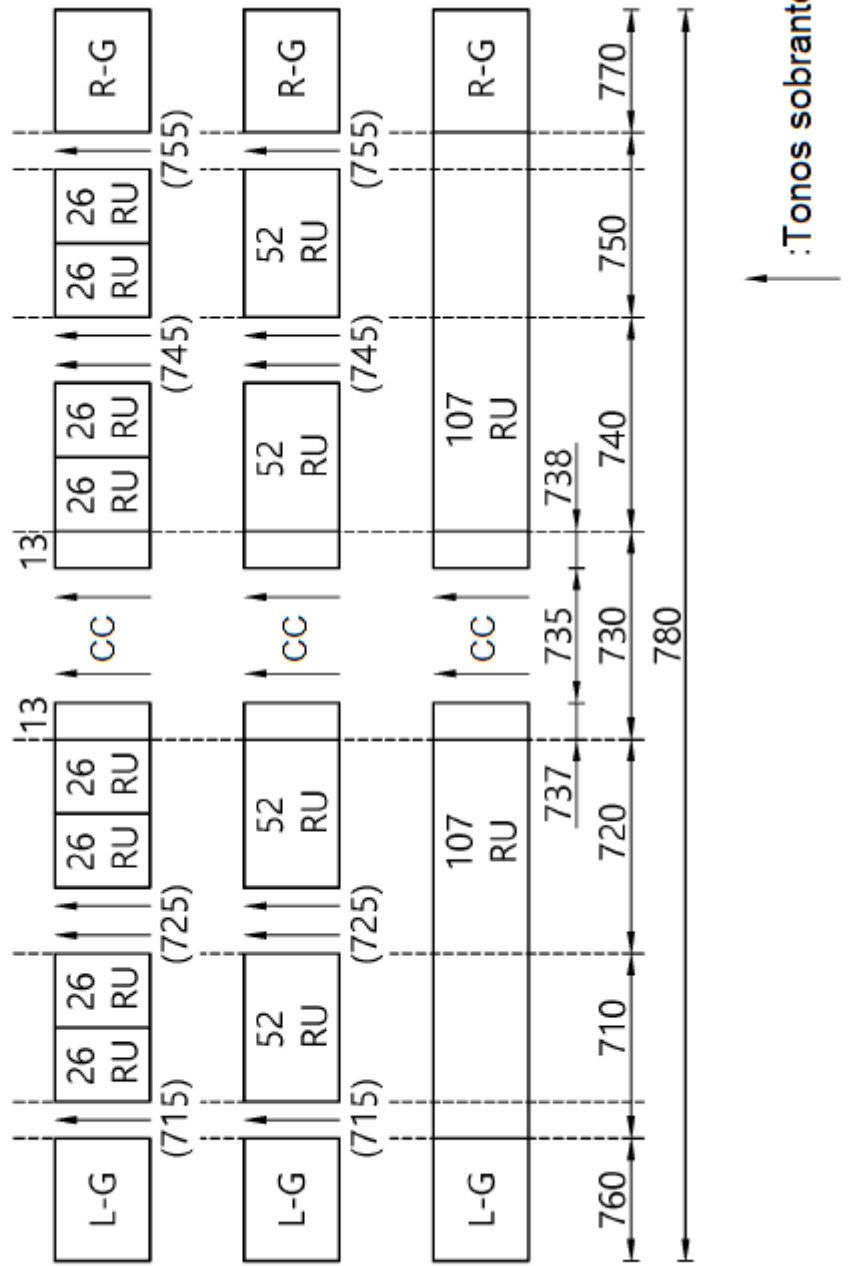 13 13
L-G 26 26 26 26 CC 26 26 26 26 R-G
RU RU RU RU RU RU RU RU
(715) (725) (745) (755)
L-G 52 52 CC 52 52 R-G
RU RU RU RU
(715) (725) (745) (755)
L-G 107 CC 107 R-G
RU RU
737 735 738
760 710 720 730 740 750 770
780
:Tonos